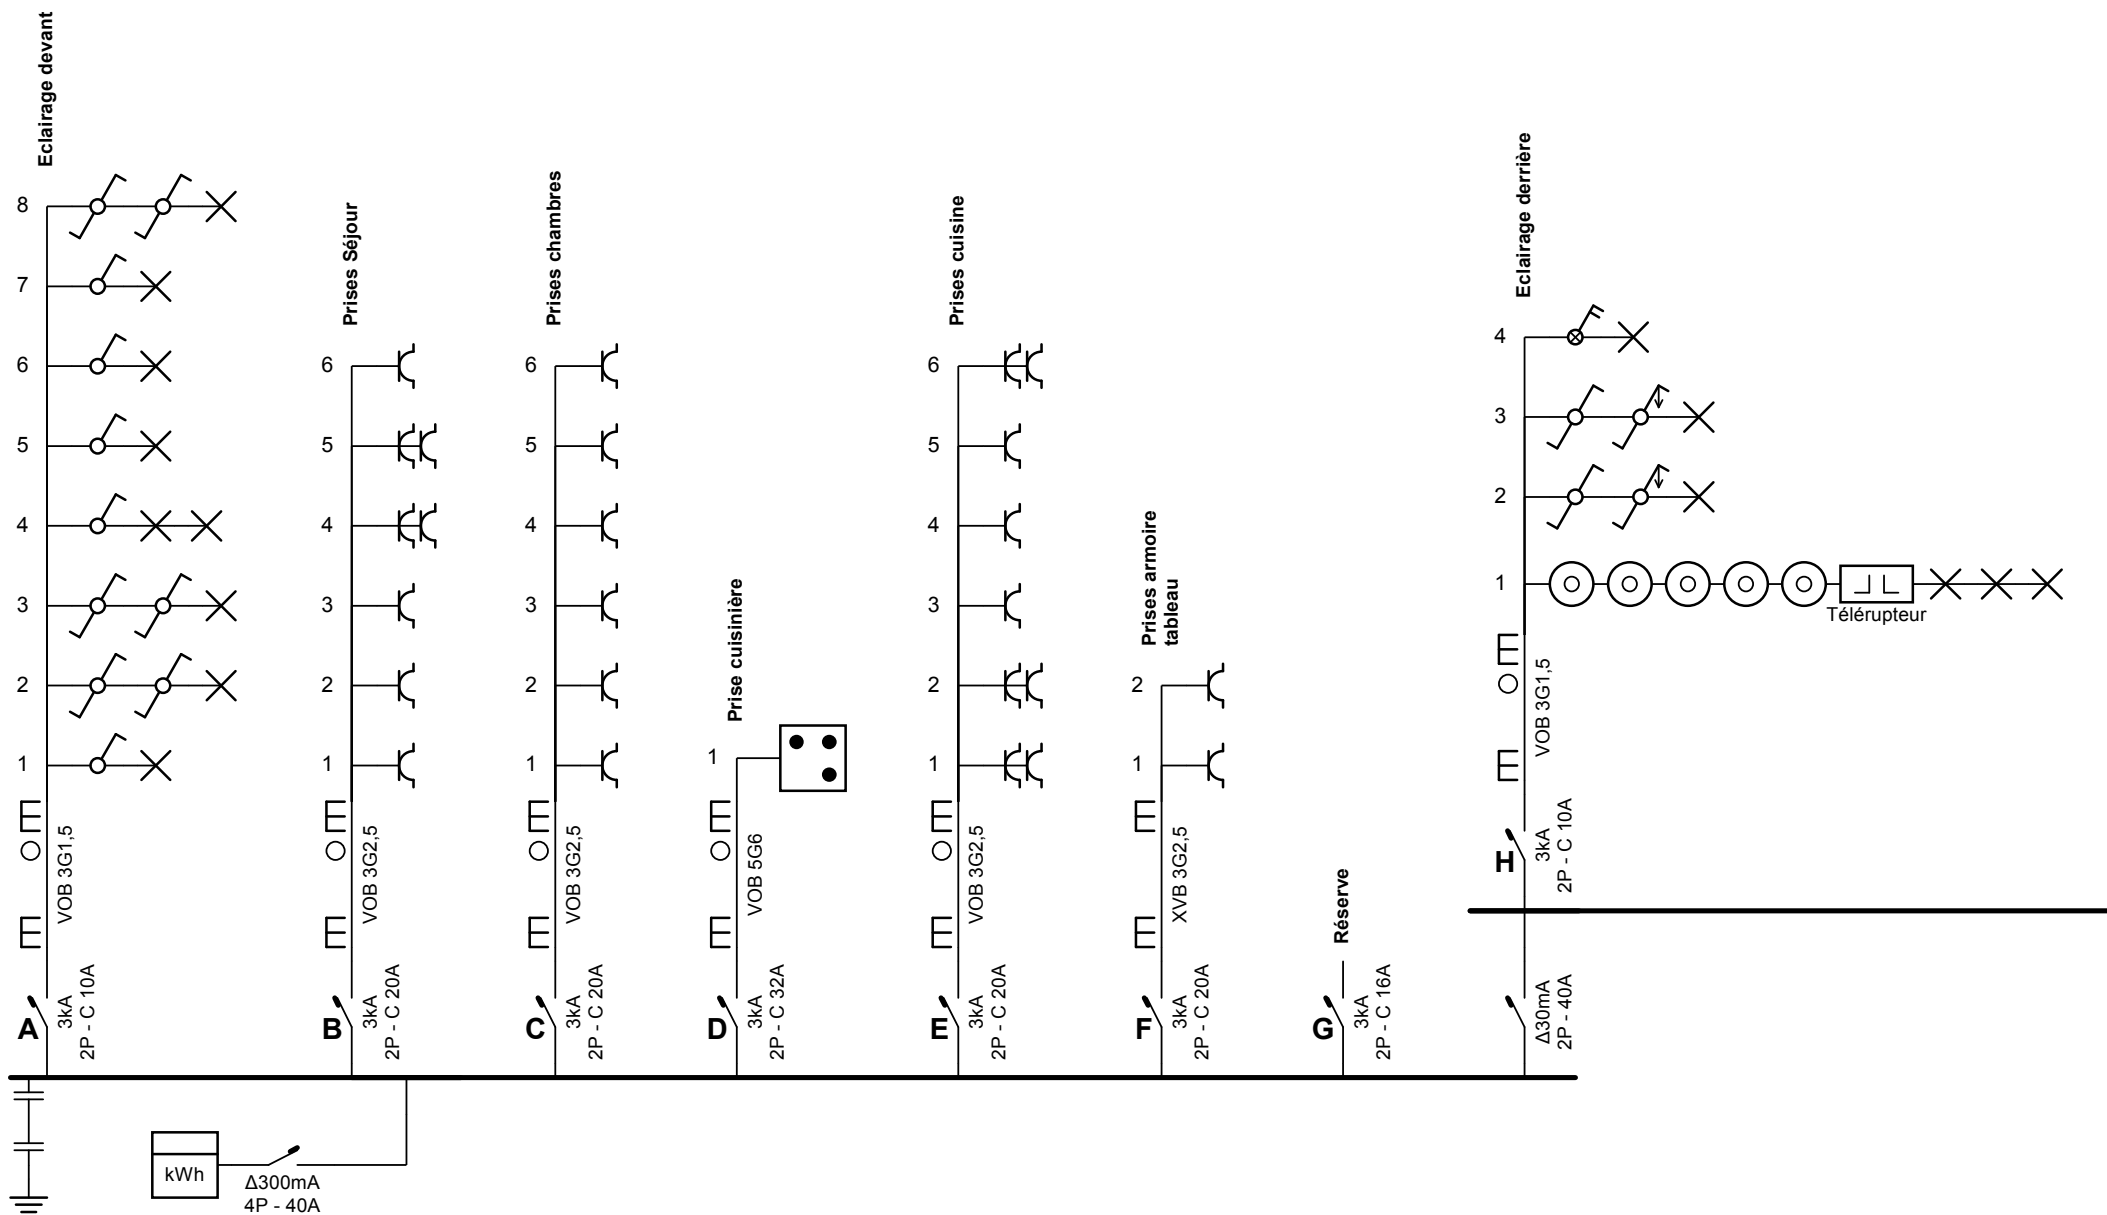 Eclairage devant
8
7
6
5
4
3
2
1
VOB 3G1,5
A
3kA
2P - C 10A
Prises Séjour
6
5
4
3
2
1
VOB 3G2,5
B
3kA
2P - C 20A
Prises chambres
6
5
4
3
2
1
VOB 3G2,5
C
3kA
2P - C 20A
Prise cuisinière
1
VOB 5G6
D
3kA
2P - C 32A
Prises cuisine
6
5
4
3
2
1
VOB 3G2,5
E
3kA
2P - C 20A
Prises armoire
tableau
2
1
XVB 3G2,5
F
3kA
2P - C 20A
Réserve
G
3kA
2P - C 16A
Eclairage derrière
4
3
2
1
Télérupteur
VOB 3G1,5
H
3kA
2P - C 10A
Δ30mA
2P - 40A
kWh
Δ300mA
4P - 40A